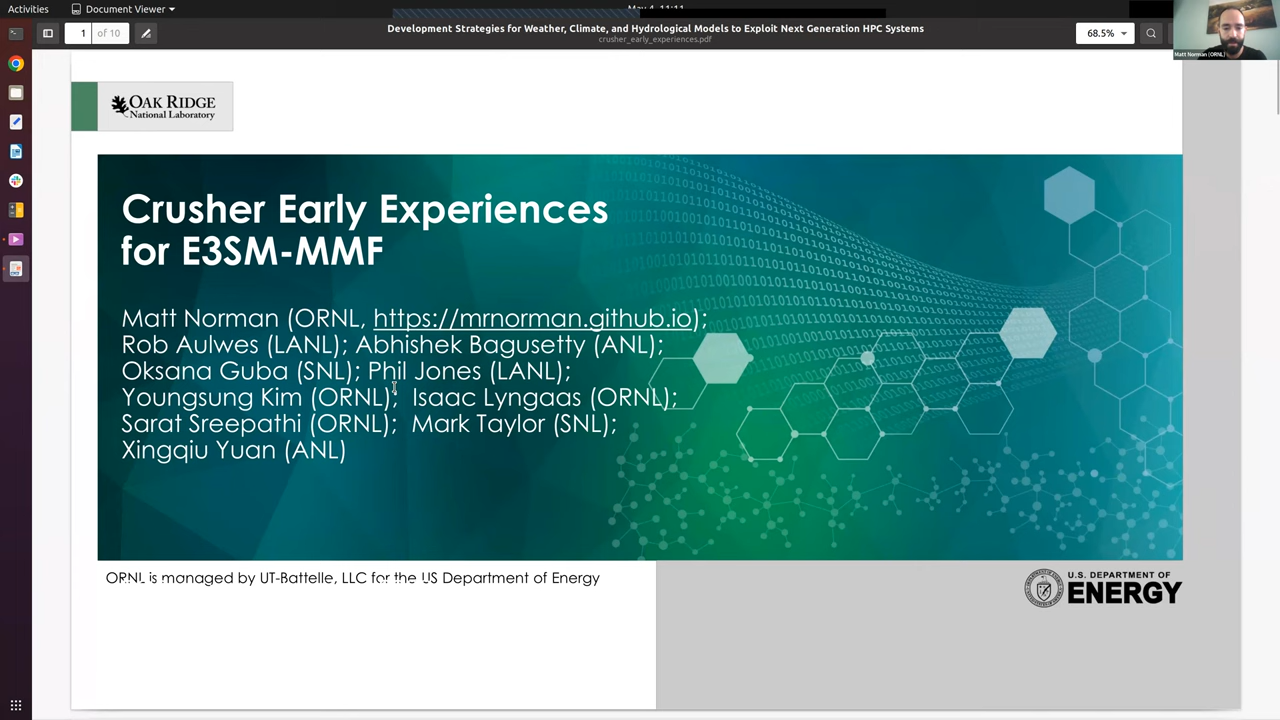 Activities
Document Viewer
May 4 11:11
1 of 10
Development Strategies for Weather, Climate, and Hydrological Models to Exploit Next Generation HPC Systems
crusher_early_experiences.pdf
68.5%
Matt Norman (ORNL)
OAK RIDGE
National Laboratory
Crusher Early Experiences
for E3SM-MMF
Matt Norman (ORNL, https://mrnorman.github.io);
Rob Aulwes (LANL); Abhishek Bagusetty (ANL);
Oksana Guba (SNL); Phil Jones (LANL);
Youngsung Kim (ORNL); Isaac Lyngaas (ORNL);
Sarat Sreepathi (ORNL); Mark Taylor (SNL);
Xingqiu Yuan (ANL)
ORNL is managed by UT-Battelle, LLC for the US Department of Energy
U.S. DEPARTMENT OF
ENERGY